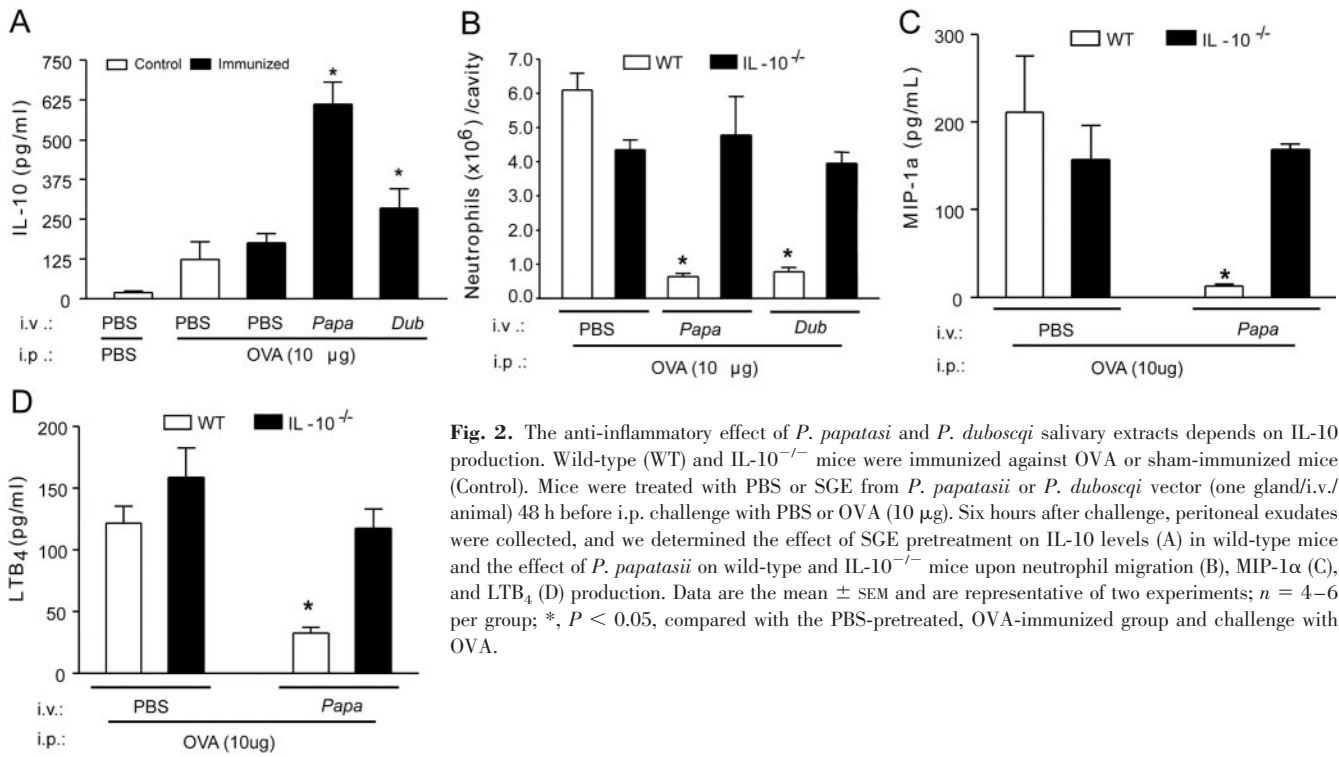 A
750
625
500
375
250
125
0
IL-10 (pg/ml)
Control
Immunized
*
*
i.v .:
PBS
PBS
PBS
Papa
Dub
i.p .:
PBS
OVA (10 µg)
B
WT
IL -10 -/-
7.0
6.0
5.0
4.0
3.0
2.0
1.0
0.0
Neutrophils (x10⁶) /cavity
*
*
i.v .:
PBS
Papa
Dub
i.p .:
OVA (10 µg)
C
WT
IL -10 -/-
300
200
100
0
MIP-1a (pg/mL)
*
i.v.:
PBS
Papa
i.p.:
OVA (10ug)
D
WT
IL -10 -/-
200
150
100
50
0
LTB₄ (pg/ml)
*
i.v.:
PBS
Papa
i.p.:
OVA (10ug)
Fig. 2. The anti-inflammatory effect of P. papatasi and P. duboscqi salivary extracts depends on IL-10
production. Wild-type (WT) and IL-10−/− mice were immunized against OVA or sham-immunized mice
(Control). Mice were treated with PBS or SGE from P. papatasii or P. duboscqi vector (one gland/i.v./
animal) 48 h before i.p. challenge with PBS or OVA (10 μg). Six hours after challenge, peritoneal exudates
were collected, and we determined the effect of SGE pretreatment on IL-10 levels (A) in wild-type mice
and the effect of P. papatasii on wild-type and IL-10−/− mice upon neutrophil migration (B), MIP-1α (C),
and LTB₄ (D) production. Data are the mean ± SEM and are representative of two experiments; n = 4–6
per group; *, P < 0.05, compared with the PBS-pretreated, OVA-immunized group and challenge with
OVA.